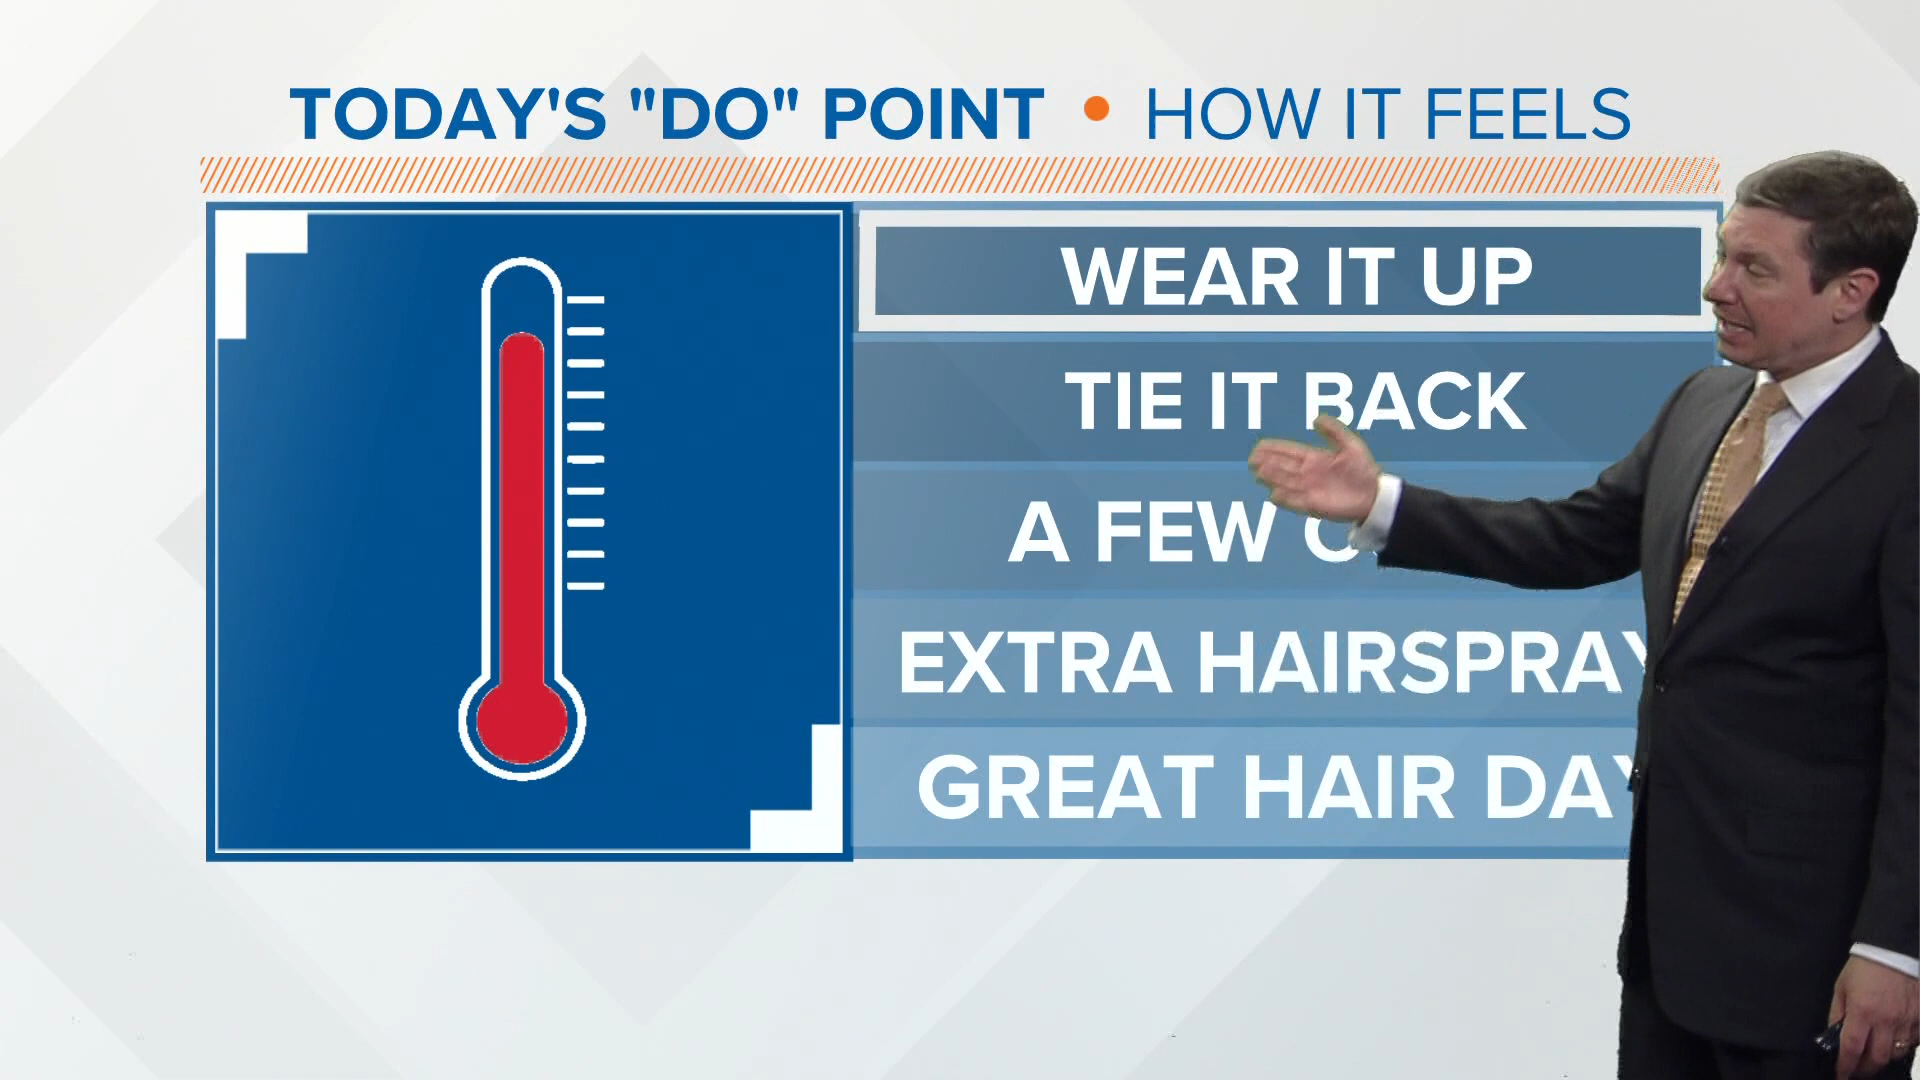 TODAY'S "DO" POINT • HOW IT FEELS
WEAR IT UP
TIE IT BACK
A FEW
EXTRA HAIRSPRAY
GREAT HAIR DAY